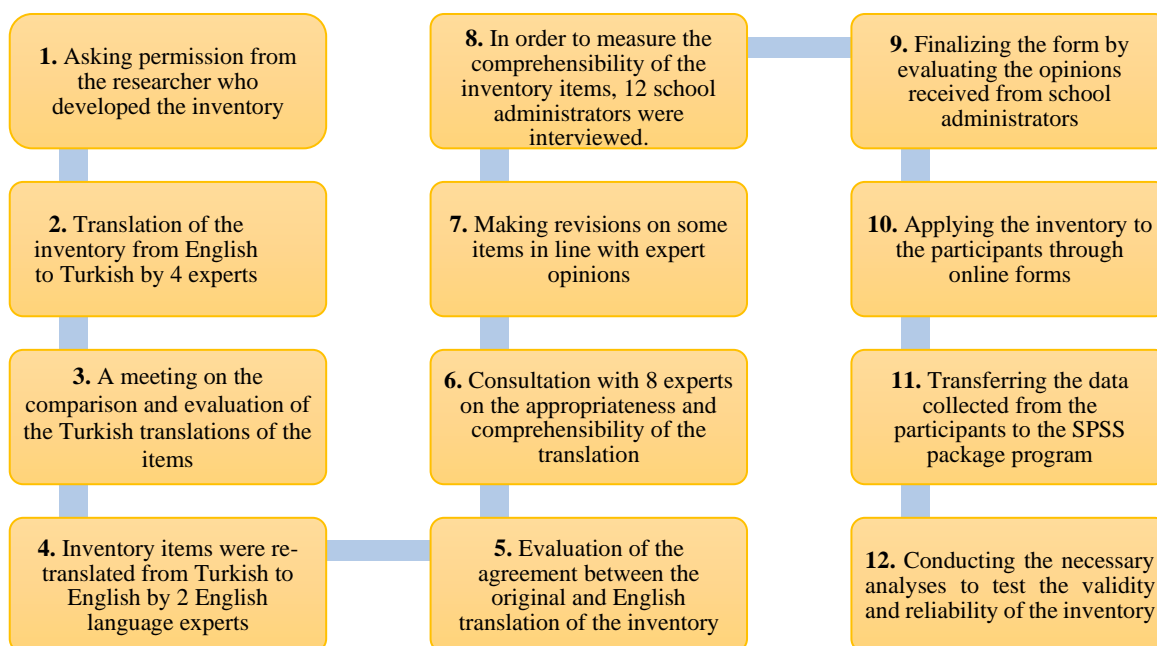 1. Asking permission from
the researcher who
developed the inventory
2. Translation of the
inventory from English
to Turkish by 4 experts
3. A meeting on the
comparison and evaluation of
the Turkish translations of the
items
4. Inventory items were re-
translated from Turkish to
English by 2 English
language experts
5. Evaluation of the
agreement between the
original and English
translation of the inventory
6. Consultation with 8 experts
on the appropriateness and
comprehensibility of the
translation
7. Making revisions on some
items in line with expert
opinions
8. In order to measure the
comprehensibility of the
inventory items, 12 school
administrators were
interviewed.
9. Finalizing the form by
evaluating the opinions
received from school
administrators
10. Applying the inventory to
the participants through
online forms
11. Transferring the data
collected from the
participants to the SPSS
package program
12. Conducting the necessary
analyses to test the validity
and reliability of the inventory